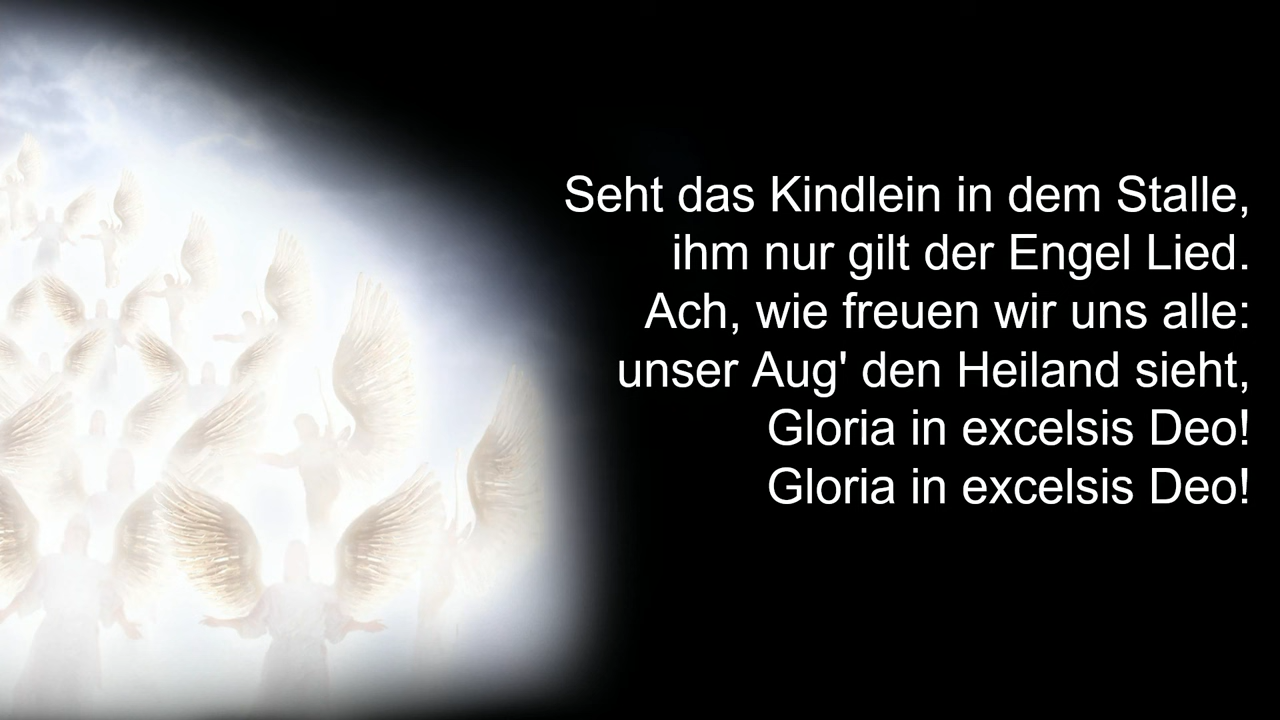 Seht das Kindlein in dem Stalle,
ihm nur gilt der Engel Lied.
Ach, wie freuen wir uns alle:
unser Aug' den Heiland sieht,
Gloria in excelsis Deo!
Gloria in excelsis Deo!